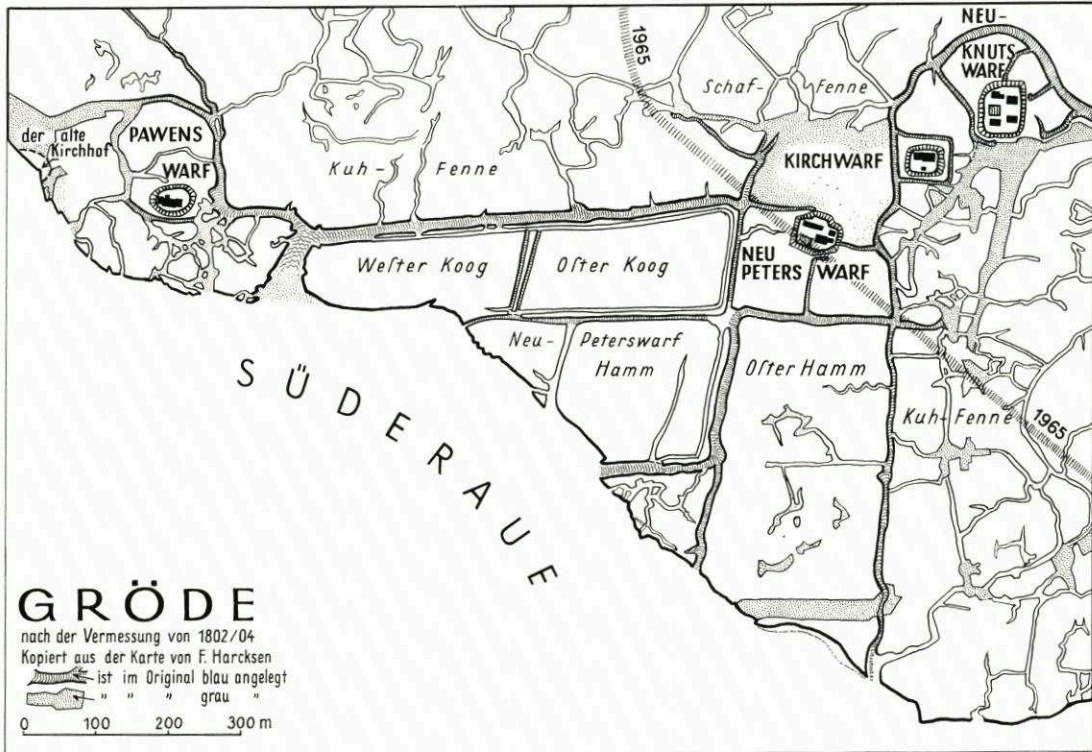 NEU-
KNUTS
WARF
1965
Schaf- Fenne
der alte
Kirchhof
PAWENS
WARF
KIRCHWARF
Kuh- Fenne
NEU
PETERS WARF
Weſter Koog
Oſter Koog
Neu- Peterswarf
Hamm
Oſter Hamm
Kuh-Fenne
1965
SÜDERAUE
GRÖDE
nach der Vermessung von 1802/04
Kopiert aus der Karte von F. Harcksen
ist im Original blau angelegt
" " " grau "
0 100 200 300 m